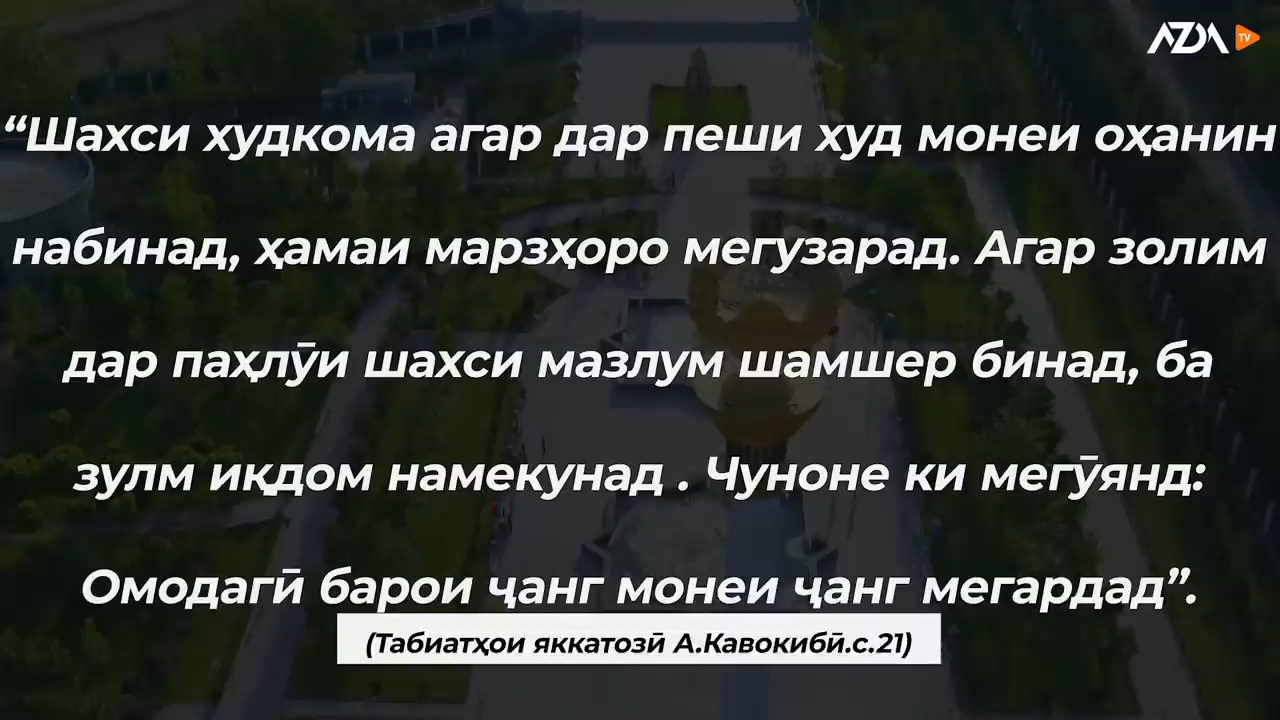 AZDA TV
“Шахси худкома агар дар пеши худ монеи оҳанин
набинад, ҳамаи марзҳоро мегузарад. Агар золим
дар паҳлӯи шахси мазлум шамшер бинад, ба
зулм иқдом намекунад . Чуноне ки мегӯянд:
Омодагӣ барои ҷанг монеи ҷанг мегардад”.
(Табиатҳои яккатозӣ А.Кавокибӣ.с.21)